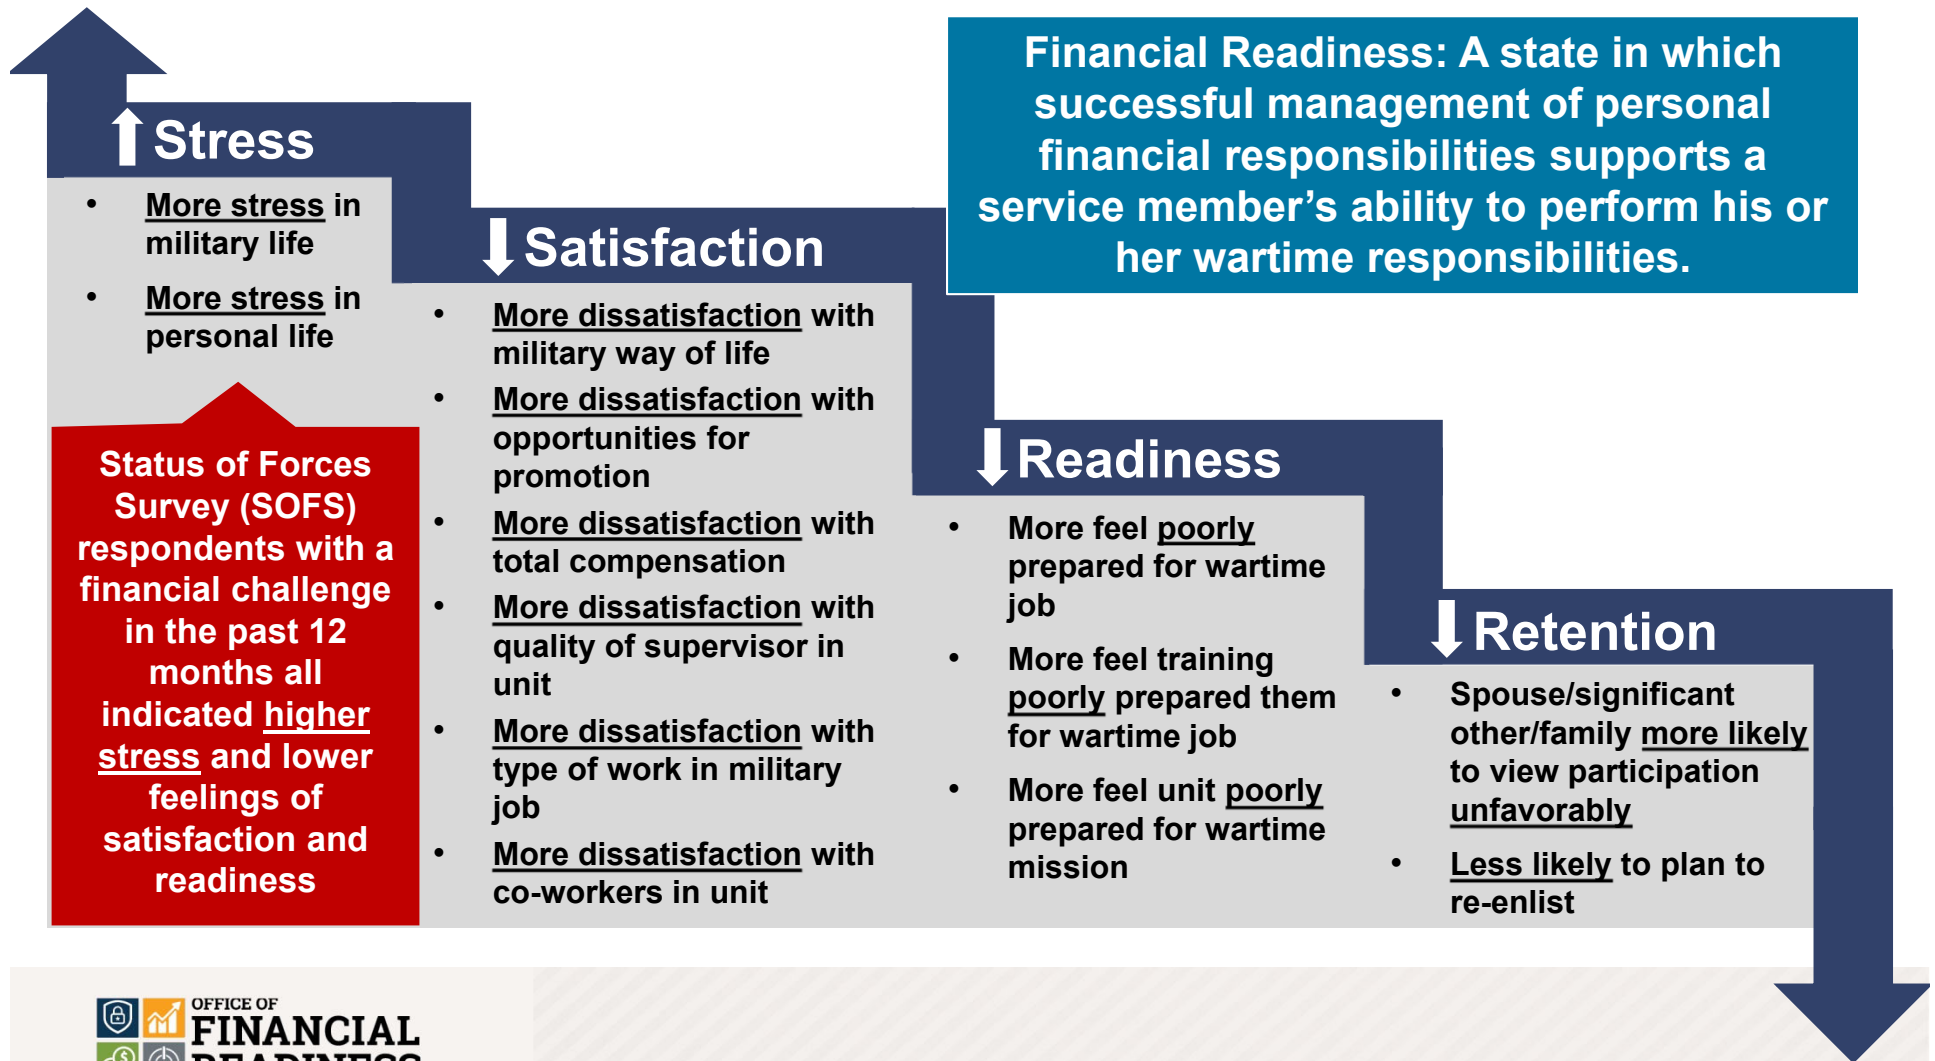 Financial Readiness: A state in which
successful management of personal
financial responsibilities supports a
service member’s ability to perform his or
her wartime responsibilities.
Stress
• More stress in
military life
• More stress in
personal life
Status of Forces
Survey (SOFS)
respondents with a
financial challenge
in the past 12
months all
indicated higher
stress and lower
feelings of
satisfaction and
readiness
Satisfaction
• More dissatisfaction with
military way of life
• More dissatisfaction with
opportunities for
promotion
• More dissatisfaction with
total compensation
• More dissatisfaction with
quality of supervisor in
unit
• More dissatisfaction with
type of work in military
job
• More dissatisfaction with
co-workers in unit
Readiness
• More feel poorly
prepared for wartime
job
• More feel training
poorly prepared them
for wartime job
• More feel unit poorly
prepared for wartime
mission
Retention
• Spouse/significant
other/family more likely
to view participation
unfavorably
• Less likely to plan to
re-enlist
OFFICE OF
FINANCIAL
READINESS